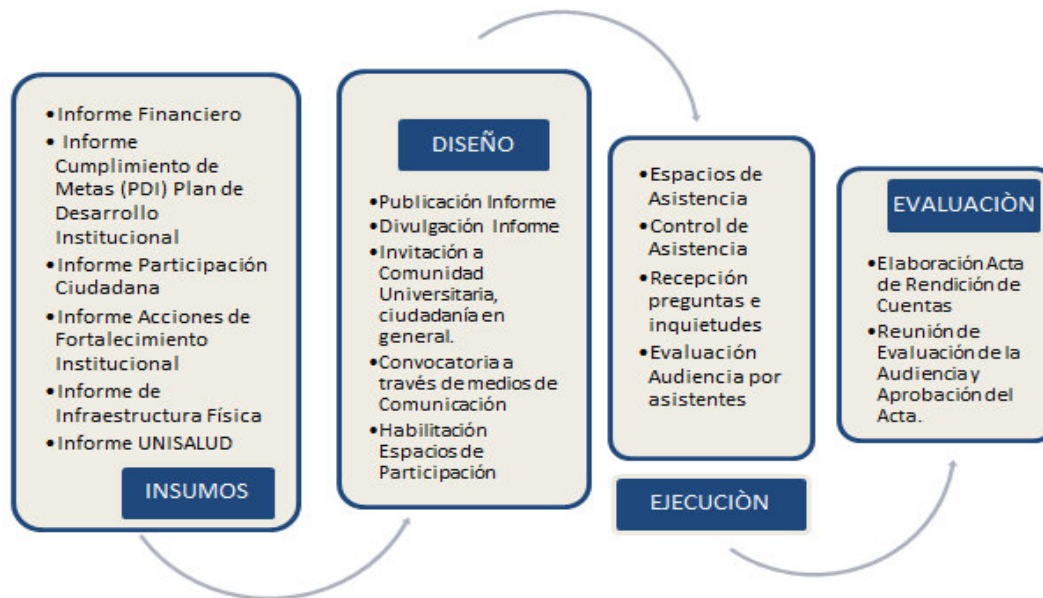 •Informe Financiero
• Informe
Cumplimiento de
Metas (PDI) Plan de
Desarrollo
Institucional
•Informe Participación
Ciudadana
•Informe Acciones de
Fortalecimiento
Institucional
•Informe de
Infraestructura Física
•Informe UNISALUD
INSUMOS
DISEÑO
•Publicación Informe
•Divulgación Informe
•Invitación a
Comunidad
Universitaria,
ciudadanía en
general.
•Convocatoria a
través de medios de
Comunicación
•Habilitación
Espacios de
Participación
•Espacios de
Asistencia
•Control de
Asistencia
•Recepción
preguntas e
inquietudes
•Evaluación
Audiencia por
asistentes
EJECUCIÒN
EVALUACIÒN
•Elaboración Acta
de Rendición de
Cuentas
•Reunión de
Evaluación de la
Audiencia y
Aprobación del
Acta.